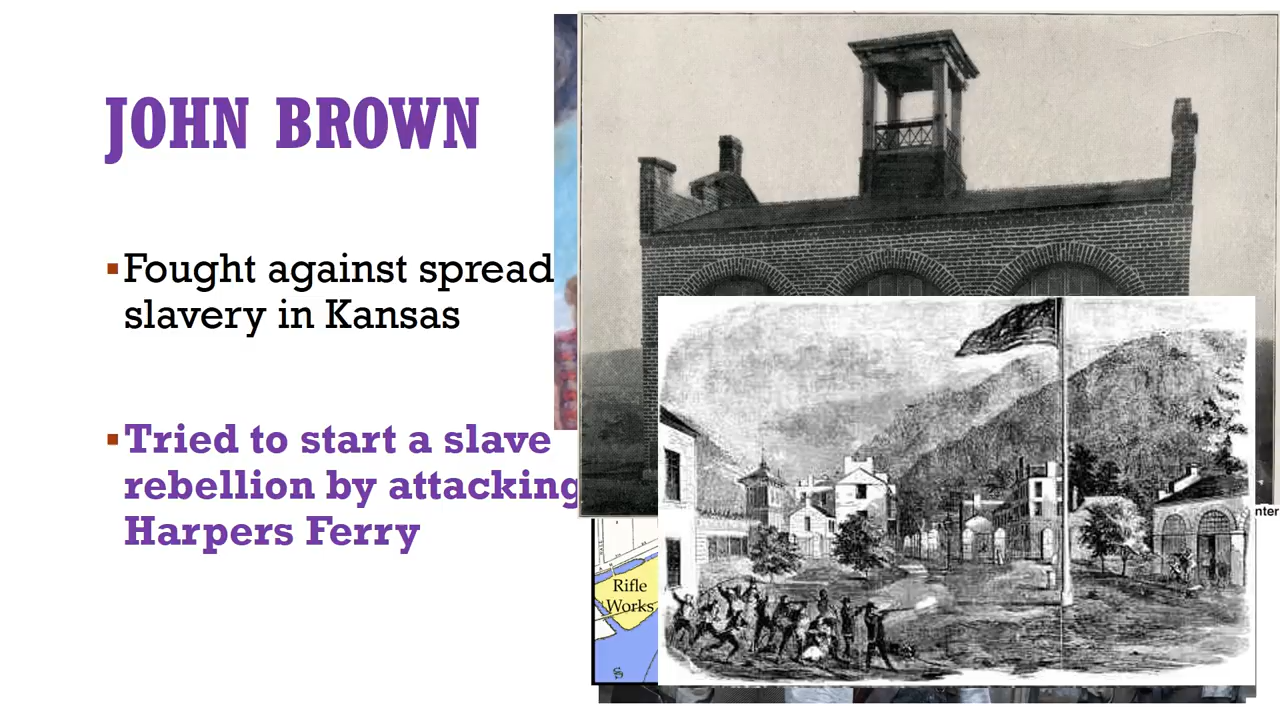 JOHN BROWN
▪Fought against spread
slavery in Kansas
▪Tried to start a slave
rebellion by attacking
Harpers Ferry
nter
Rifle
Works
S